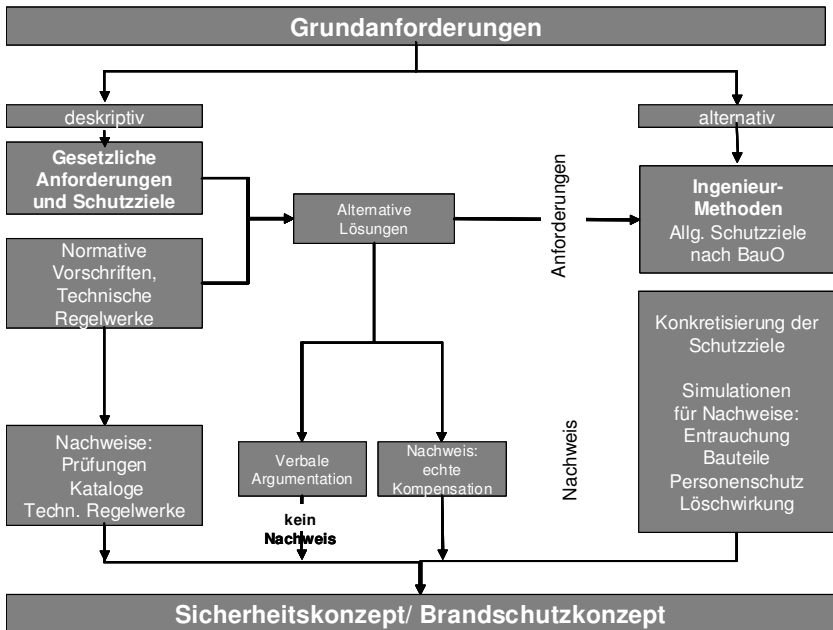 Grundanforderungen
deskriptiv
alternativ
Gesetzliche
Anforderungen
und Schutzziele
Normative
Vorschriften,
Technische
Regelwerke
Alternative
Lösungen
Anforderungen
Ingenieur-
Methoden
Allg. Schutzziele
nach BauO
Konkretisierung der
Schutzziele
Simulationen
für Nachweise:
Entrauchung
Bauteile
Personenschutz
Löschwirkung
Nachweise:
Prüfungen
Kataloge
Techn. Regelwerke
Verbale
Argumentation
kein
Nachweis
Nachweis:
echte
Kompensation
Nachweis
Sicherheitskonzept/ Brandschutzkonzept